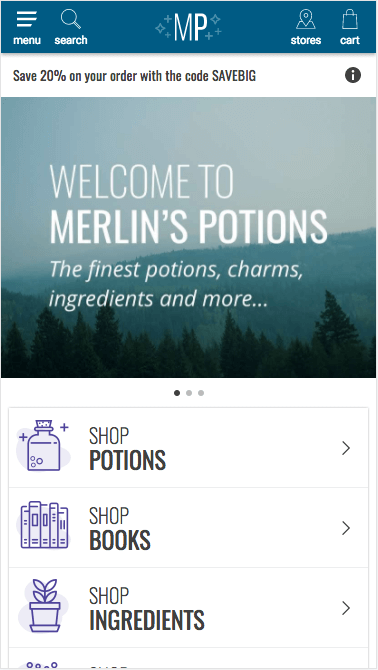 menu search MP stores cart
Save 20% on your order with the code SAVEBIG
WELCOME TO
MERLIN'S POTIONS
The finest potions, charms,
ingredients and more...
SHOP
POTIONS
SHOP
BOOKS
SHOP
INGREDIENTS